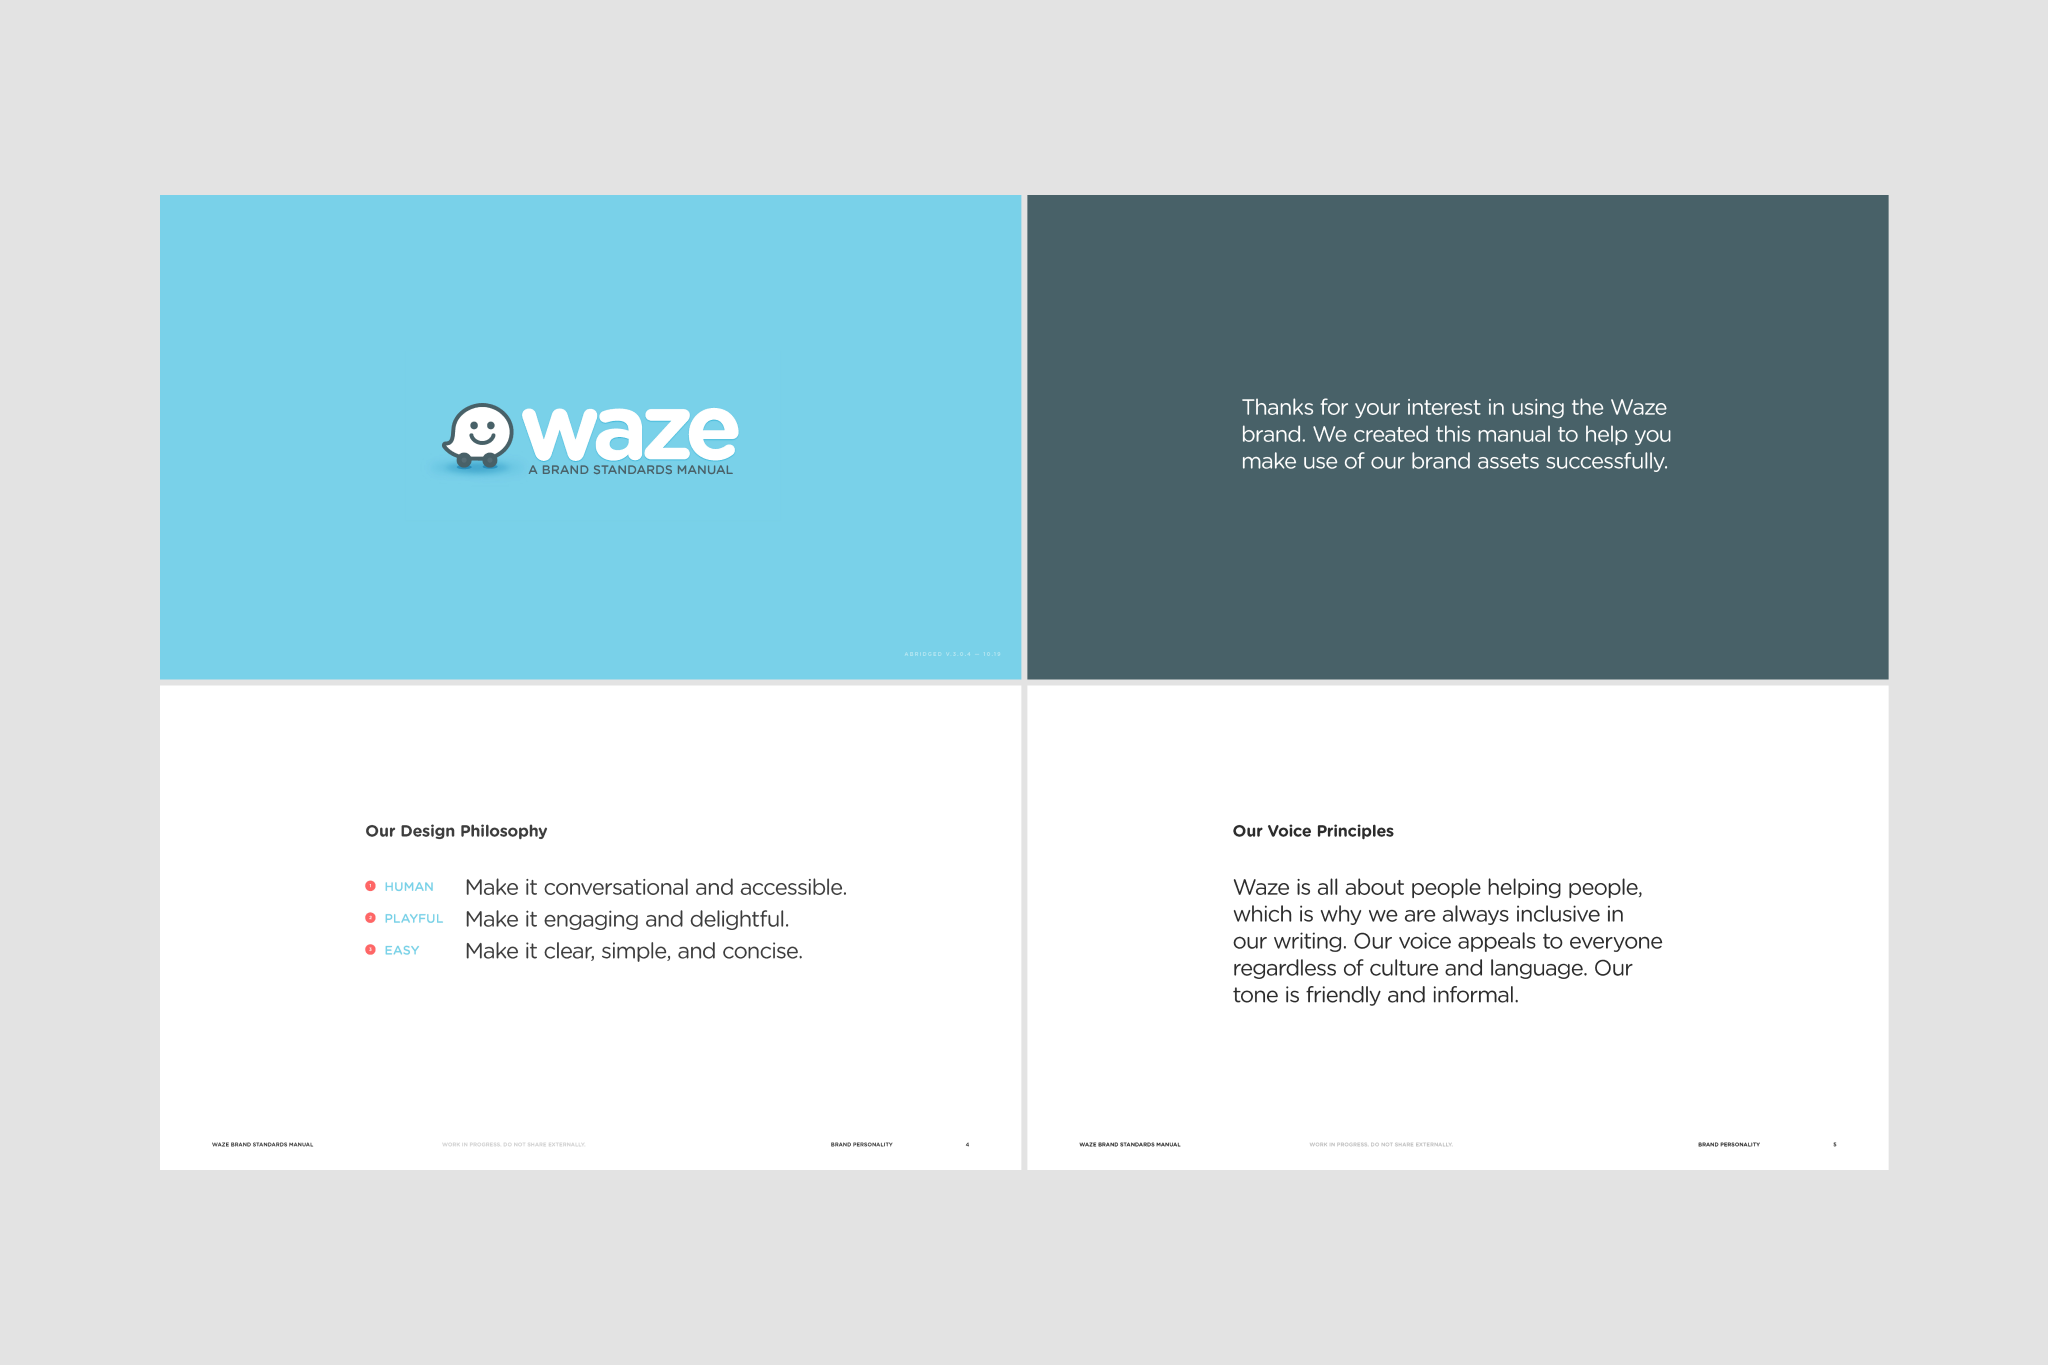 waze
A BRAND STANDARDS MANUAL
ABRIDGED V.2.0.4 — 10.16
Thanks for your interest in using the Waze
brand. We created this manual to help you
make use of our brand assets successfully.
Our Design Philosophy
1 HUMAN Make it conversational and accessible.
2 PLAYFUL Make it engaging and delightful.
3 EASY Make it clear, simple, and concise.
WAZE BRAND STANDARDS MANUAL WORK IN PROGRESS. DO NOT SHARE EXTERNALLY. BRAND PERSONALITY 4
Our Voice Principles
Waze is all about people helping people,
which is why we are always inclusive in
our writing. Our voice appeals to everyone
regardless of culture and language. Our
tone is friendly and informal.
WAZE BRAND STANDARDS MANUAL WORK IN PROGRESS. DO NOT SHARE EXTERNALLY. BRAND PERSONALITY 5